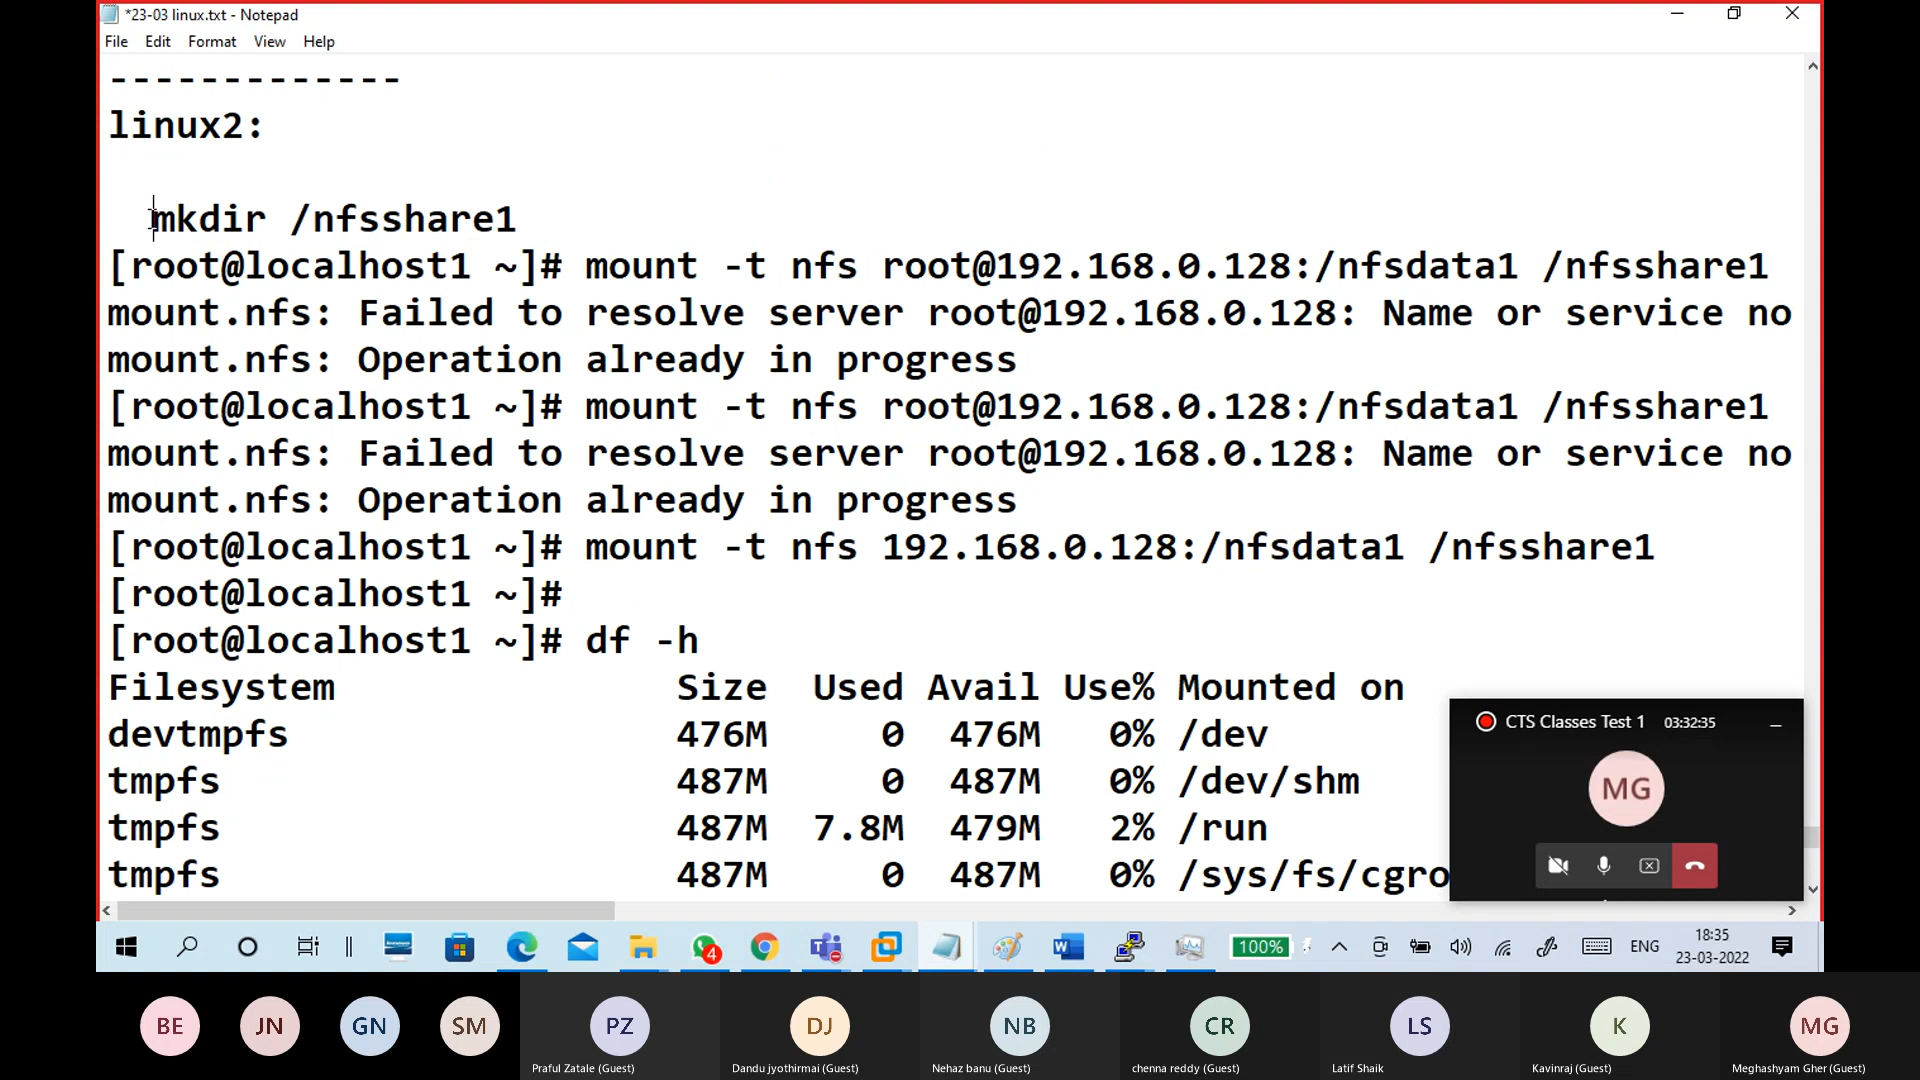 *23-03 linux.txt - Notepad
File Edit Format View Help
-------------
linux2:
mkdir /nfsshare1
[root@localhost1 ~]# mount -t nfs root@192.168.0.128:/nfsdata1 /nfsshare1
mount.nfs: Failed to resolve server root@192.168.0.128: Name or service no
mount.nfs: Operation already in progress
[root@localhost1 ~]# mount -t nfs root@192.168.0.128:/nfsdata1 /nfsshare1
mount.nfs: Failed to resolve server root@192.168.0.128: Name or service no
mount.nfs: Operation already in progress
[root@localhost1 ~]# mount -t nfs 192.168.0.128:/nfsdata1 /nfsshare1
[root@localhost1 ~]#
[root@localhost1 ~]# df -h
Filesystem Size Used Avail Use% Mounted on
devtmpfs 476M 0 476M 0% /dev
tmpfs 487M 0 487M 0% /dev/shm
tmpfs 487M 7.8M 479M 2% /run
tmpfs 487M 0 487M 0% /sys/fs/cgro
CTS Classes Test 1 03:32:35
MG
4
100%
ENG
18:35
23-03-2022
BE JN GN SM PZ DJ NB CR LS K MG
Praful Zatale (Guest) Dandu jyothirmai (Guest) Nehaz banu (Guest) chenna reddy (Guest) Latif Shaik Kavinraj (Guest) Meghashyam Gher (Guest)